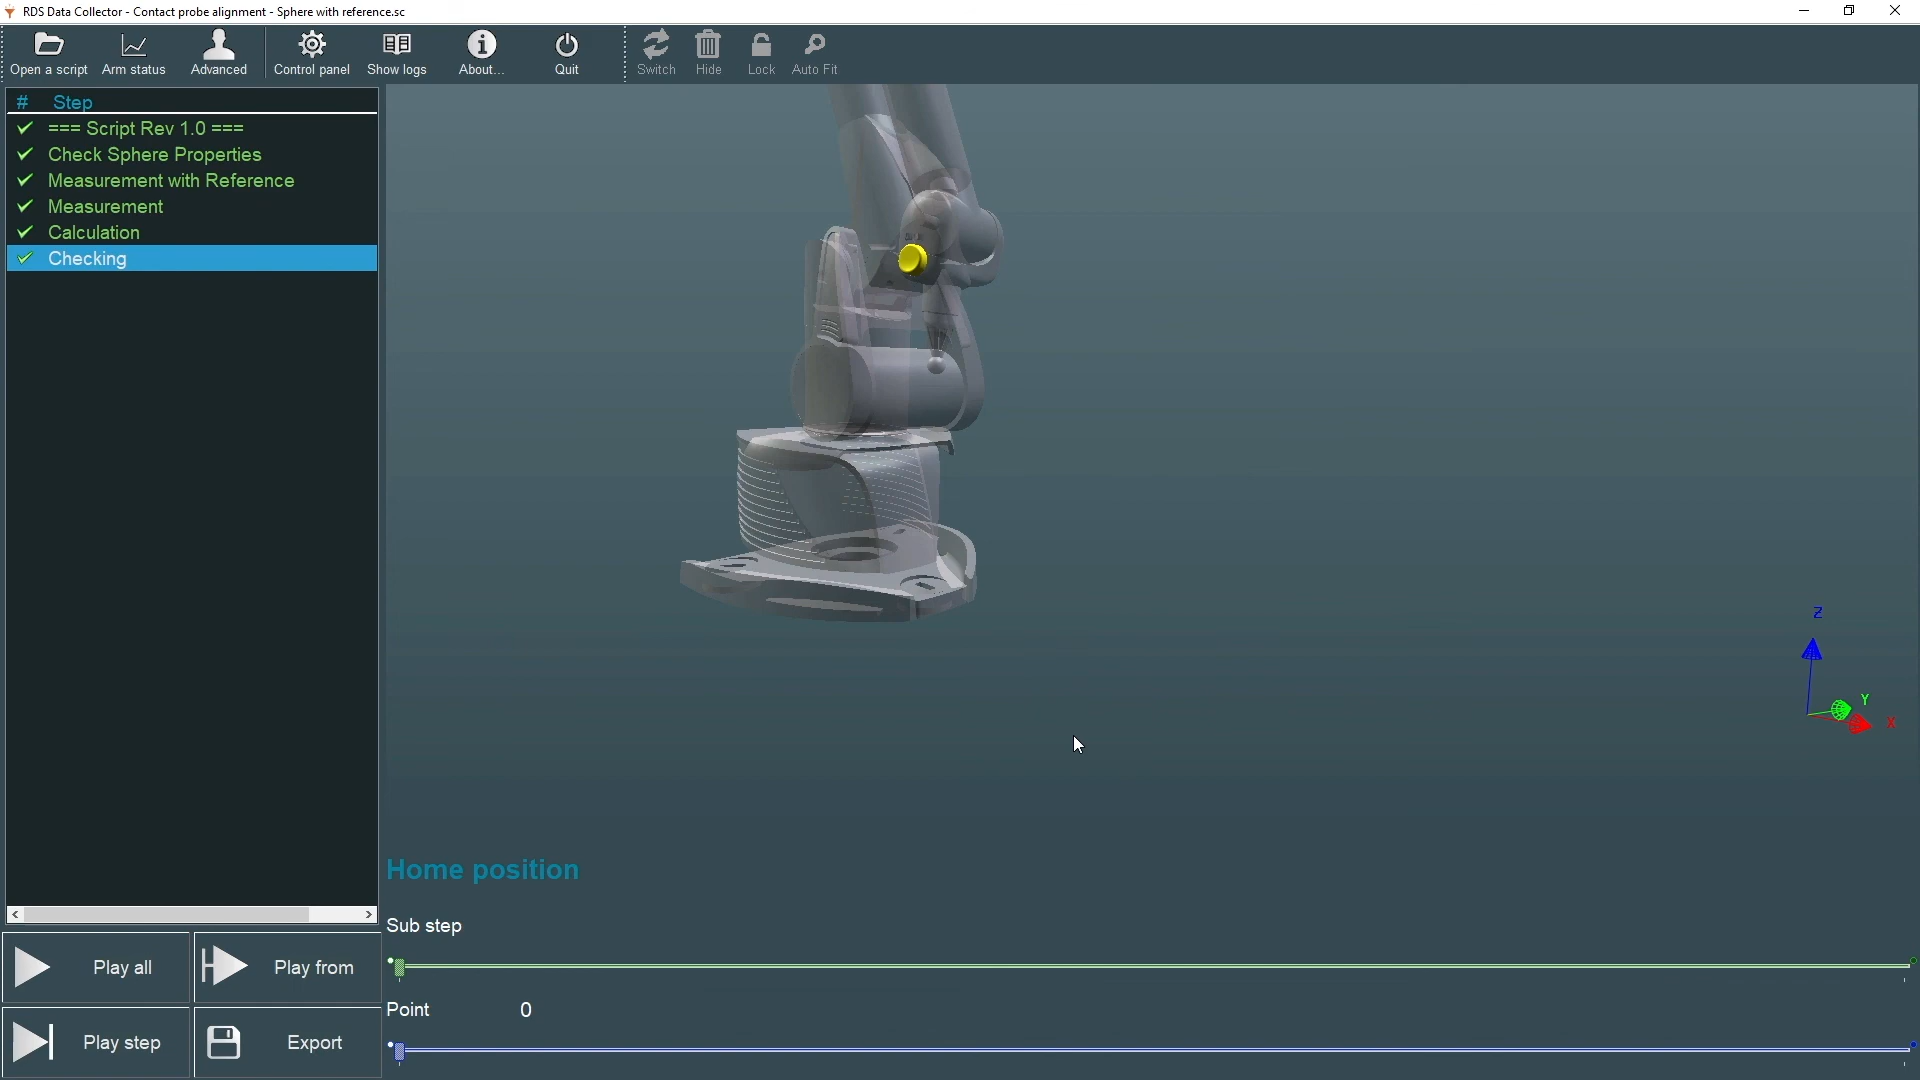 RDS Data Collector - Contact probe alignment - Sphere with reference.sc
Open a script
Arm status
Advanced
Control panel
Show logs
About...
Quit
Switch
Hide
Lock
Auto Fit
# Step
=== Script Rev 1.0 ===
Check Sphere Properties
Measurement with Reference
Measurement
Calculation
Checking
Z
Y
X
Home position
Sub step
Point 0
Play all
Play from
Play step
Export